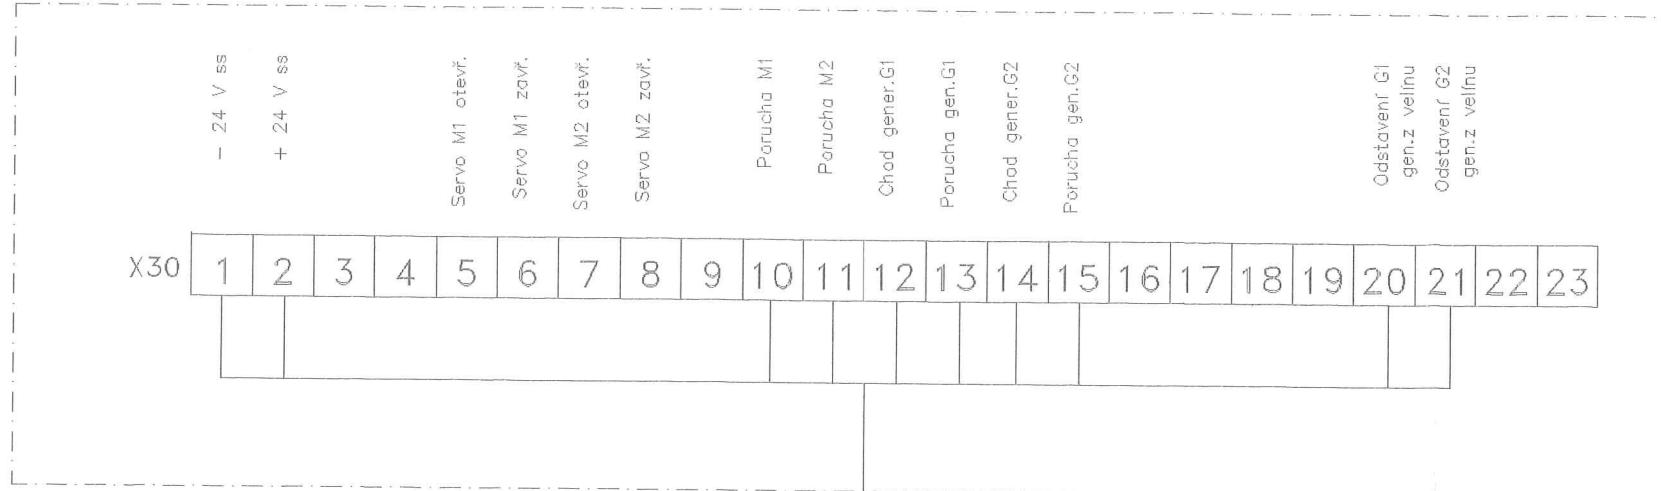 - 24 V ss
+ 24 V ss
Servo M1 otevř.
Servo M1 zavř.
Servo M2 otevř.
Servo M2 zavř.
Porucha M1
Porucha M2
Chod gener.G1
Porucha gen.G1
Chod gener.G2
Porucha gen.G2
Odstavení G1
gen.z velínu
Odstavení G2
gen.z velínu
X30 1 2 3 4 5 6 7 8 9 10 11 12 13 14 15 16 17 18 19 20 21 22 23